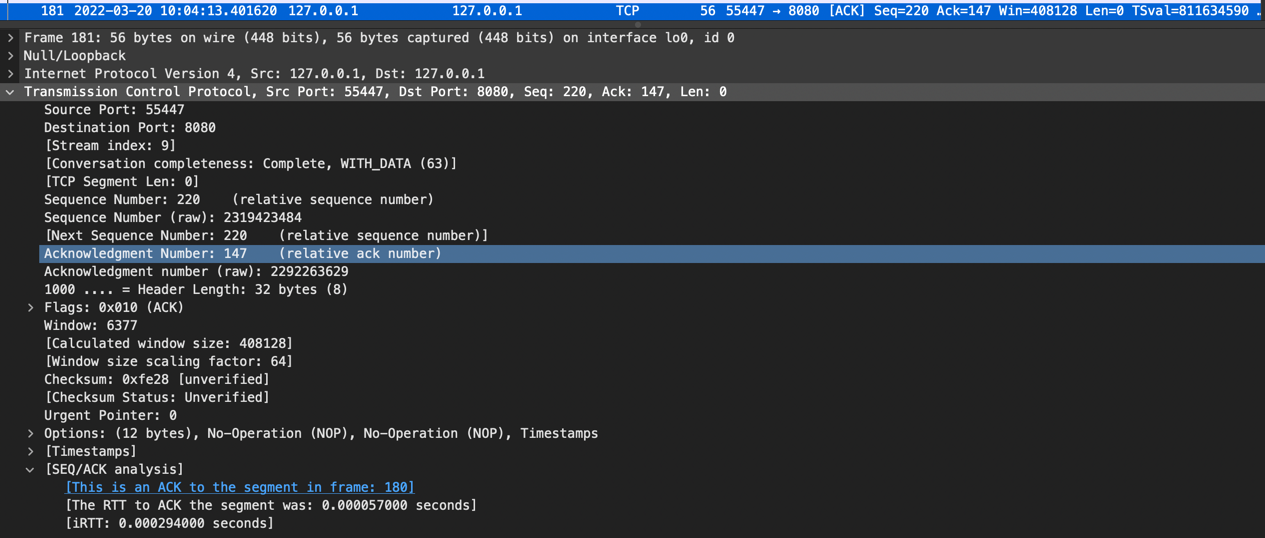 181 2022-03-20 10:04:13.401620 127.0.0.1 127.0.0.1 TCP 56 55447 → 8080 [ACK] Seq=220 Ack=147 Win=408128 Len=0 TSval=811634590 …
Frame 181: 56 bytes on wire (448 bits), 56 bytes captured (448 bits) on interface lo0, id 0
Null/Loopback
Internet Protocol Version 4, Src: 127.0.0.1, Dst: 127.0.0.1
Transmission Control Protocol, Src Port: 55447, Dst Port: 8080, Seq: 220, Ack: 147, Len: 0
Source Port: 55447
Destination Port: 8080
[Stream index: 9]
[Conversation completeness: Complete, WITH_DATA (63)]
[TCP Segment Len: 0]
Sequence Number: 220 (relative sequence number)
Sequence Number (raw): 2319423484
[Next Sequence Number: 220 (relative sequence number)]
Acknowledgment Number: 147 (relative ack number)
Acknowledgment number (raw): 2292263629
1000 .... = Header Length: 32 bytes (8)
Flags: 0x010 (ACK)
Window: 6377
[Calculated window size: 408128]
[Window size scaling factor: 64]
Checksum: 0xfe28 [unverified]
[Checksum Status: Unverified]
Urgent Pointer: 0
Options: (12 bytes), No-Operation (NOP), No-Operation (NOP), Timestamps
[Timestamps]
[SEQ/ACK analysis]
[This is an ACK to the segment in frame: 180]
[The RTT to ACK the segment was: 0.000057000 seconds]
[iRTT: 0.000294000 seconds]